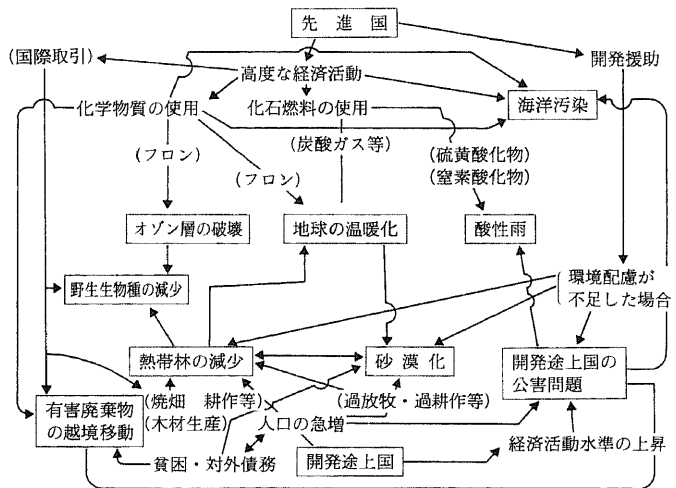 先進国
(国際取引)
高度な経済活動
開発援助
化学物質の使用
化石燃料の使用
海洋汚染
(炭酸ガス等)
(フロン)
(フロン)
(硫黄酸化物)
(窒素酸化物)
オゾン層の破壊
地球の温暖化
酸性雨
野生生物種の減少
環境配慮が
不足した場合
熱帯林の減少
砂漠化
開発途上国の
公害問題
有害廃棄物
の越境移動
(焼畑 耕作等)
(木材生産)
(過放牧・過耕作等)
人口の急増
貧困・対外債務
開発途上国
経済活動水準の上昇